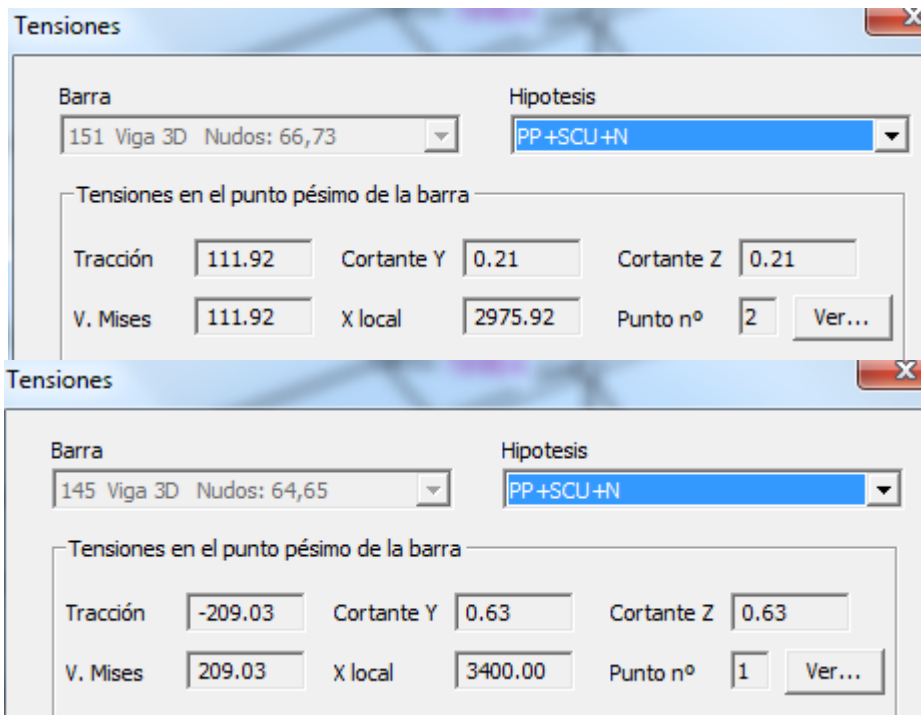 Tensiones
Barra Hipotesis
151 Viga 3D Nudos: 66,73 PP+SCU+N
Tensiones en el punto pésimo de la barra
Tracción 111.92 Cortante Y 0.21 Cortante Z 0.21
V. Mises 111.92 X local 2975.92 Punto nº 2 Ver...
Tensiones
Barra Hipotesis
145 Viga 3D Nudos: 64,65 PP+SCU+N
Tensiones en el punto pésimo de la barra
Tracción -209.03 Cortante Y 0.63 Cortante Z 0.63
V. Mises 209.03 X local 3400.00 Punto nº 1 Ver...